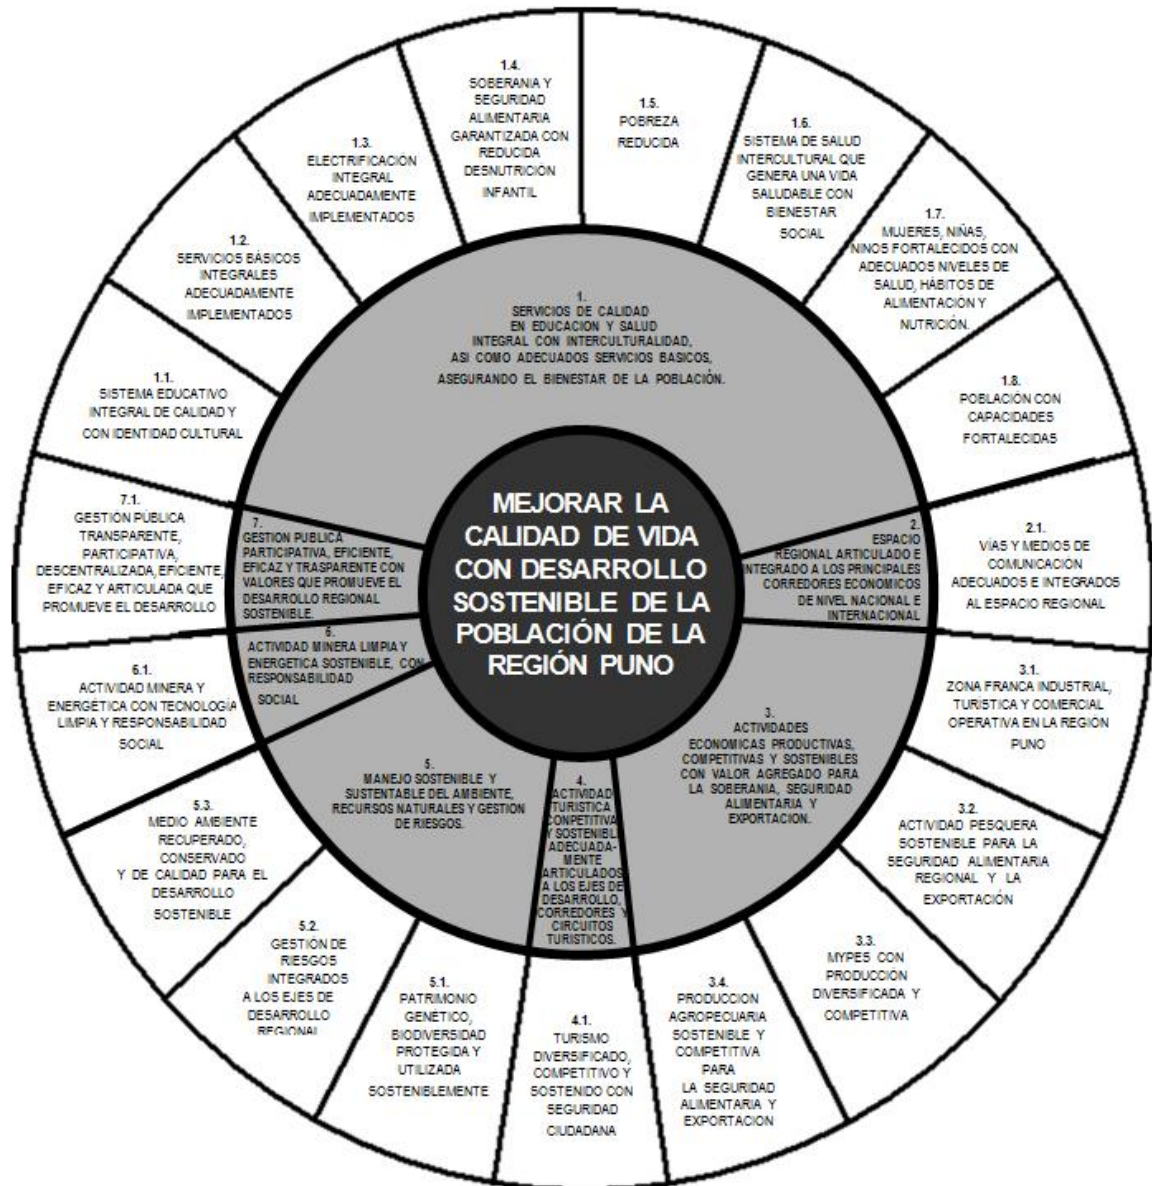 1.4.
SOBERANIA Y
SEGURIDAD
ALIMENTARIA
GARANTIZADA CON
REDUCIDA
DESNUTRICIÓN
INFANTIL
1.5.
POBREZA
REDUCIDA
1.6.
SISTEMA DE SALUD
INTERCULTURAL QUE
GENERA UNA VIDA
SALUDABLE CON
BIENESTAR
SOCIAL
1.3.
ELECTRIFICACIÓN
INTEGRAL
ADECUADAMENTE
IMPLEMENTADOS
1.7.
MUJERES, NIÑAS,
NINOS FORTALECIDOS CON
ADECUADOS NIVELES DE
SALUD, HÁBITOS DE
ALIMENTACIÓN Y
NUTRICIÓN.
1.2.
SERVICIOS BÁSICOS
INTEGRALES
ADECUADAMENTE
IMPLEMENTADOS
1.
SERVICIOS DE CALIDAD
EN EDUCACION Y SALUD
INTEGRAL CON INTERCULTURALIDAD,
ASI COMO ADECUADOS SERVICIOS BASICOS,
ASEGURANDO EL BIENESTAR DE LA POBLACIÓN.
1.1.
SISTEMA EDUCATIVO
INTEGRAL DE CALIDAD Y
CON IDENTIDAD CULTURAL
1.8.
POBLACIÓN CON
CAPACIDADES
FORTALECIDAS
7.1.
GESTIÓN PÚBLICA
TRANSPARENTE,
PARTICIPATIVA,
DESCENTRALIZADA, EFICIENTE,
EFICAZ Y ARTICULADA QUE
PROMUEVE EL DESARROLLO
7.
GESTION PUBLICA
PARTICIPATIVA, EFICIENTE,
EFICAZ Y TRASPARENTE CON
VALORES QUE PROMUEVE EL
DESARROLLO REGIONAL
SOSTENIBLE.
MEJORAR LA
CALIDAD DE VIDA
CON DESARROLLO
SOSTENIBLE DE LA
POBLACIÓN DE LA
REGIÓN PUNO
2.
ESPACIO
REGIONAL ARTICULADO E
INTEGRADO A LOS PRINCIPALES
CORREDORES ECONOMICOS
DE NIVEL NACIONAL E
INTERNACIONAL
2.1.
VÍAS Y MEDIOS DE
COMUNICACIÓN
ADECUADOS E INTEGRADOS
AL ESPACIO REGIONAL
6.1.
ACTIVIDAD MINERA Y
ENERGÉTICA CON TECNOLOGÍA
LIMPIA Y RESPONSABILIDAD
SOCIAL
6.
ACTIVIDAD MINERA LIMPIA Y
ENERGETICA SOSTENIBLE, CON
RESPONSABILIDAD
SOCIAL
3.1.
ZONA FRANCA INDUSTRIAL,
TURÍSTICA Y COMERCIAL
OPERATIVA EN LA REGIÓN
PUNO
3.
ACTIVIDADES
ECONOMICAS PRODUCTIVAS,
COMPETITIVAS Y SOSTENIBLES
CON VALOR AGREGADO PARA
LA SOBERANIA, SEGURIDAD
ALIMENTARIA Y
EXPORTACION.
5.
MANEJO SOSTENIBLE Y
SUSTENTABLE DEL AMBIENTE,
RECURSOS NATURALES Y GESTION
DE RIESGOS.
4.
ACTIVIDAD
TURISTICA
CONPETITIVA
Y SOSTENIBLE
ADECUADA-
MENTE
ARTICULADOS
A LOS EJES DE
DESARROLLO,
CORREDORES Y
CIRCUITOS
TURISTICOS.
5.3.
MEDIO AMBIENTE
RECUPERADO,
CONSERVADO
Y DE CALIDAD PARA EL
DESARROLLO
SOSTENIBLE
3.2.
ACTIVIDAD PESQUERA
SOSTENIBLE PARA LA
SEGURIDAD ALIMENTARIA
REGIONAL Y LA
EXPORTACIÓN
5.2.
GESTIÓN DE
RIESGOS
INTEGRADOS
A LOS EJES DE
DESARROLLO
REGIONAL
3.3.
MYPES CON
PRODUCCIÓN
DIVERSIFICADA Y
COMPETITIVA
5.1.
PATRIMONIO
GENÉTICO,
BIODIVERSIDAD
PROTEGIDA Y
UTILIZADA
SOSTENIBLEMENTE
4.1.
TURISMO
DIVERSIFICADO,
COMPETITIVO Y
SOSTENIDO CON
SEGURIDAD
CIUDADANA
3.4.
PRODUCCION
AGROPECUARIA
SOSTENIBLE Y
COMPETITIVA
PARA
LA SEGURIDAD
ALIMENTARIA Y
EXPORTACION